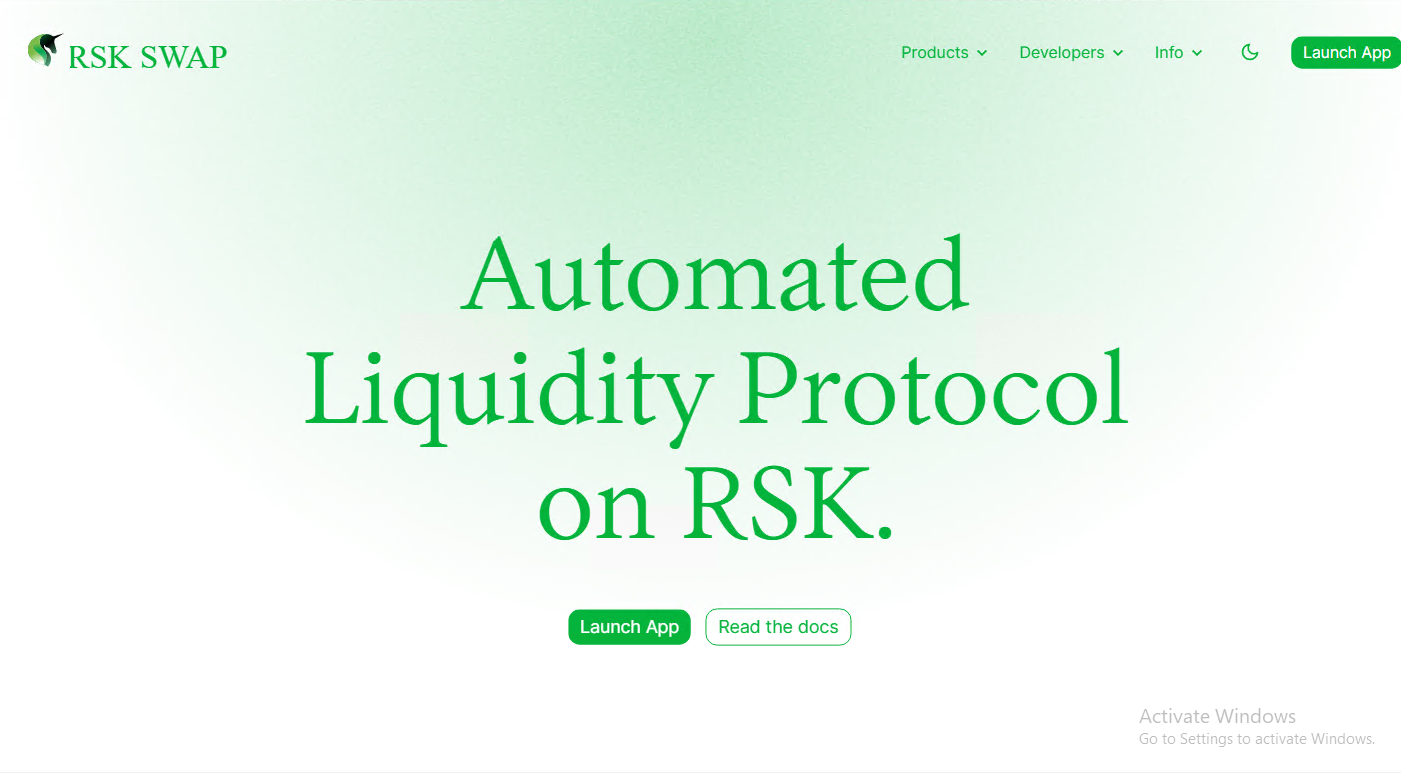 RSK SWAP
Products
Developers
Info
Launch App
Automated
Liquidity Protocol
on RSK.
Launch App
Read the docs
Activate Windows
Go to Settings to activate Windows.